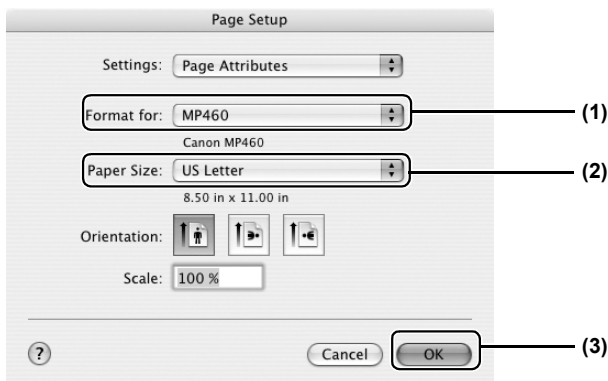 Page Setup
Settings: Page Attributes
Format for: MP460 (1)
Canon MP460
Paper Size: US Letter (2)
8.50 in x 11.00 in
Orientation:
Scale: 100 %
? Cancel OK (3)